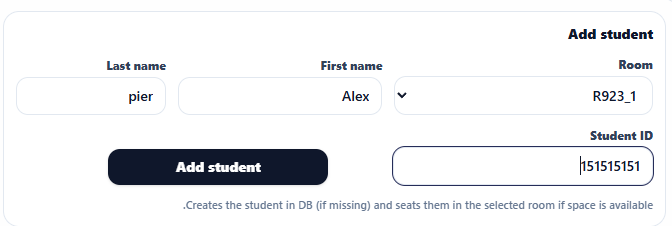 Add student
Room
First name
Last name
R923_1
Alex
pier
Student ID
151515151
Add student
.Creates the student in DB (if missing) and seats them in the selected room if space is available